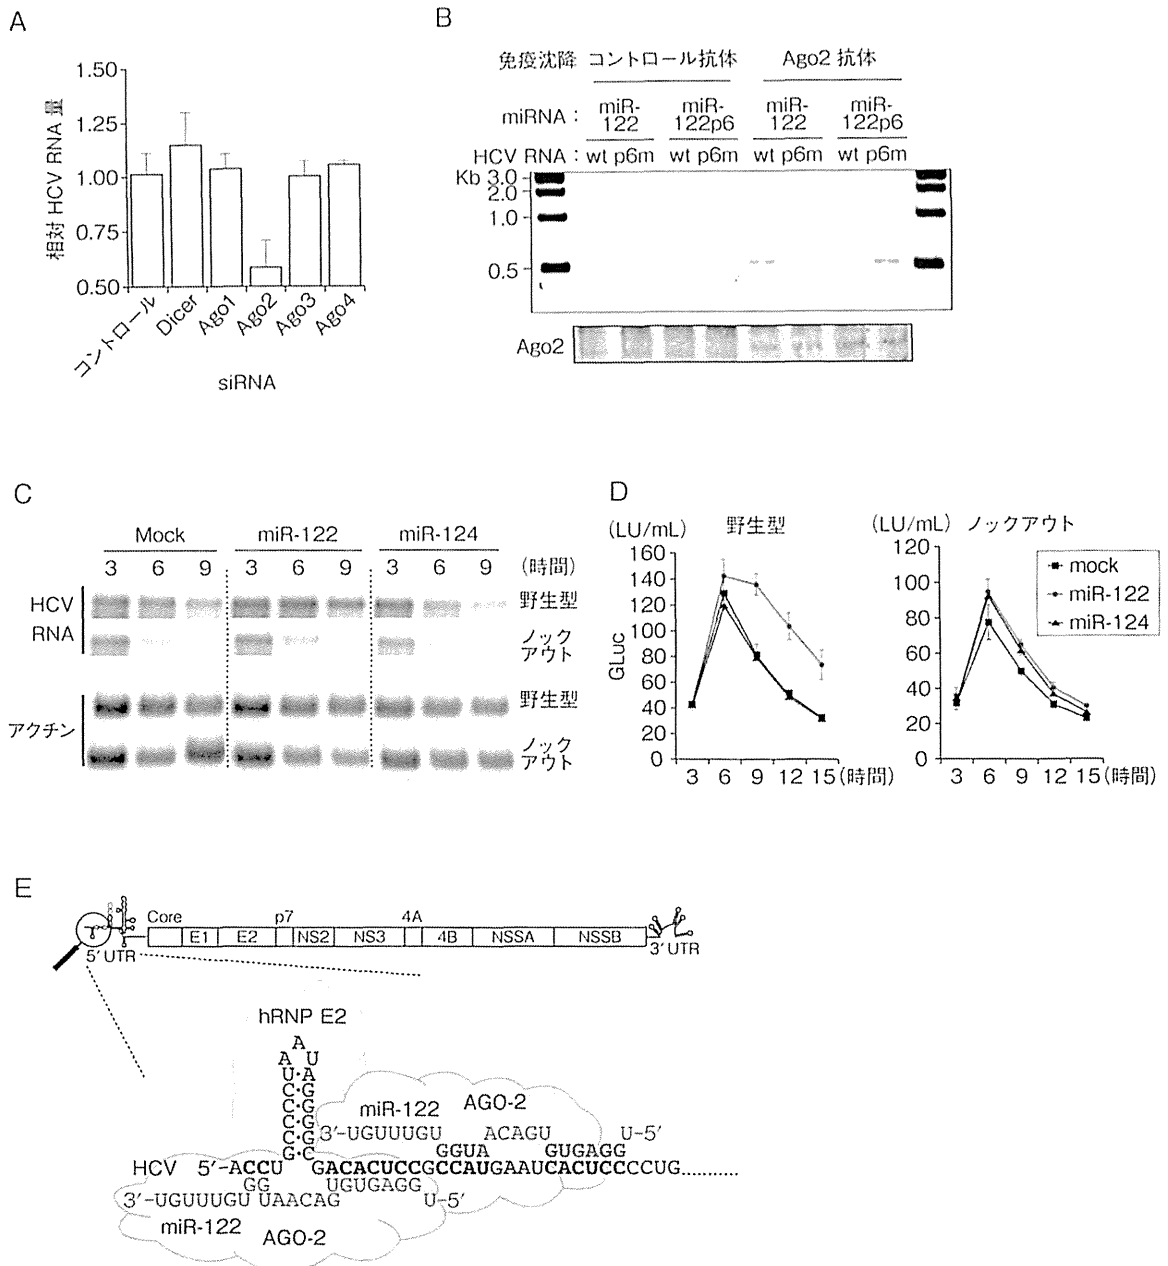 A
1.50
1.25
1.00
0.75
0.50
相対 HCV RNA 量
コントロール
Dicer
Ago1
Ago2
Ago3
Ago4
siRNA
B
免疫沈降 コントロール抗体 Ago2 抗体
miRNA : miR-122 miR-122p6 miR-122 miR-122p6
HCV RNA : wt p6m wt p6m wt p6m wt p6m
Kb 3.0
2.0
1.0
0.5
Ago2
C
Mock miR-122 miR-124
3 6 9 3 6 9 3 6 9 (時間)
HCV RNA
野生型
ノックアウト
アクチン
野生型
ノックアウト
D
(LU/mL) 野生型
160
140
120
100
80
60
40
20
0
GLuc
3 6 9 12 15(時間)
(LU/mL) ノックアウト
120
100
80
60
40
20
0
3 6 9 12 15(時間)
mock
miR-122
miR-124
E
Core p7 4A
E1 E2 NS2 NS3 4B NSSA NSSB
5′ UTR 3′ UTR
hRNP E2
A
A U
U・A
C・G
C・G
C・G
C・G
G・C
miR-122 AGO-2
3′-UGUUUGU ACAGU U-5′
GGUA GUGAGG
HCV 5′-ACCU GACACUCCGCCAUGAAUCACUCCCCUG...........
GG UGUGAGG
3′-UGUUUGU UAACAG U-5′
miR-122 AGO-2